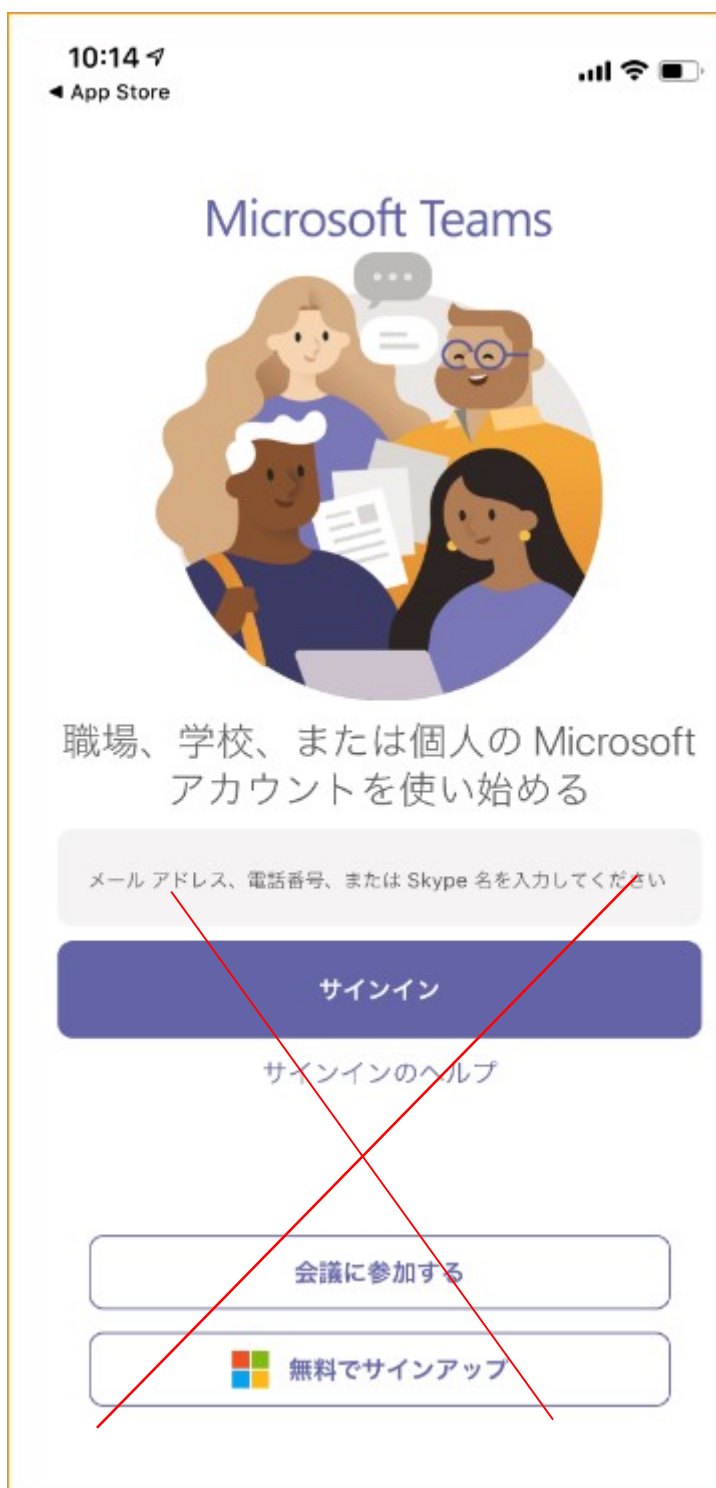 10:14
◀ App Store
Microsoft Teams
職場、学校、または個人の Microsoft
アカウントを使い始める
メール アドレス、電話番号、または Skype 名を入力してください
サインイン
サインインのヘルプ
会議に参加する
無料でサインアップ